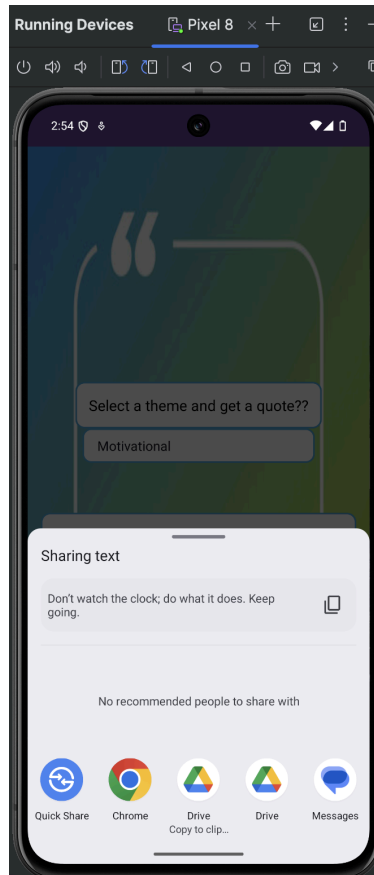 Running Devices
Pixel 8
2:54
Select a theme and get a quote??
Motivational
Sharing text
Don't watch the clock; do what it does. Keep
going.
No recommended people to share with
Quick Share
Chrome
Drive
Copy to clip...
Drive
Messages